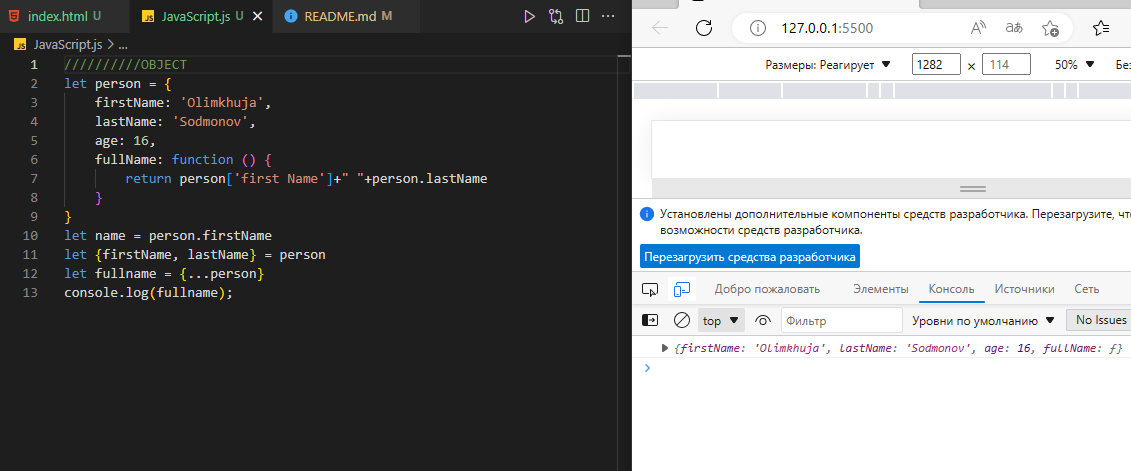 index.html U
JavaScript.js U
README.md M
JavaScript.js > ...
1 //////////OBJECT
2 let person = {
3 firstName: 'Olimkhuja',
4 lastName: 'Sodmonov',
5 age: 16,
6 fullName: function () {
7 return person['first Name']+" "+person.lastName
8 }
9 }
10 let name = person.firstName
11 let {firstName, lastName} = person
12 let fullname = {...person}
13 console.log(fullname);
127.0.0.1:5500
Размеры: Реагирует ▼ 1282 × 114 50% ▼ Без
Установлены дополнительные компоненты средств разработчика. Перезагрузите, что
возможности средств разработчика.
Перезагрузить средства разработчика
Добро пожаловать Элементы Консоль Источники Сеть
top ▼ Фильтр Уровни по умолчанию ▼ No Issues
{firstName: 'Olimkhuja', lastName: 'Sodmonov', age: 16, fullName: ƒ}